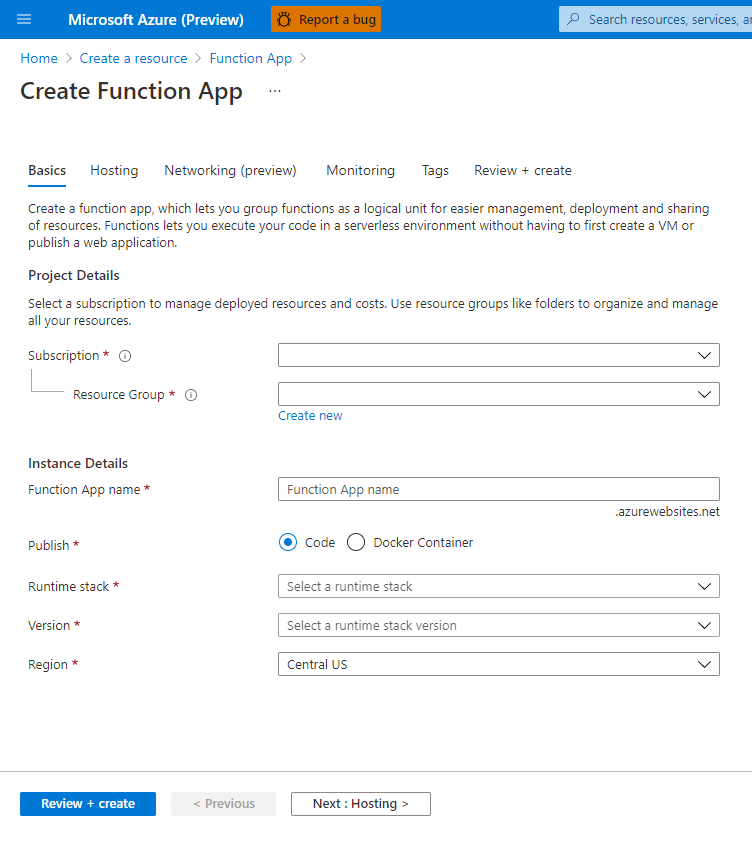 Microsoft Azure (Preview)
Report a bug
Search resources, services, a
Home > Create a resource > Function App >
Create Function App ...
Basics Hosting Networking (preview) Monitoring Tags Review + create
Create a function app, which lets you group functions as a logical unit for easier management, deployment and sharing
of resources. Functions lets you execute your code in a serverless environment without having to first create a VM or
publish a web application.
Project Details
Select a subscription to manage deployed resources and costs. Use resource groups like folders to organize and manage
all your resources.
Subscription *
Resource Group *
Create new
Instance Details
Function App name * Function App name
.azurewebsites.net
Publish * Code Docker Container
Runtime stack * Select a runtime stack
Version * Select a runtime stack version
Region * Central US
Review + create < Previous Next : Hosting >